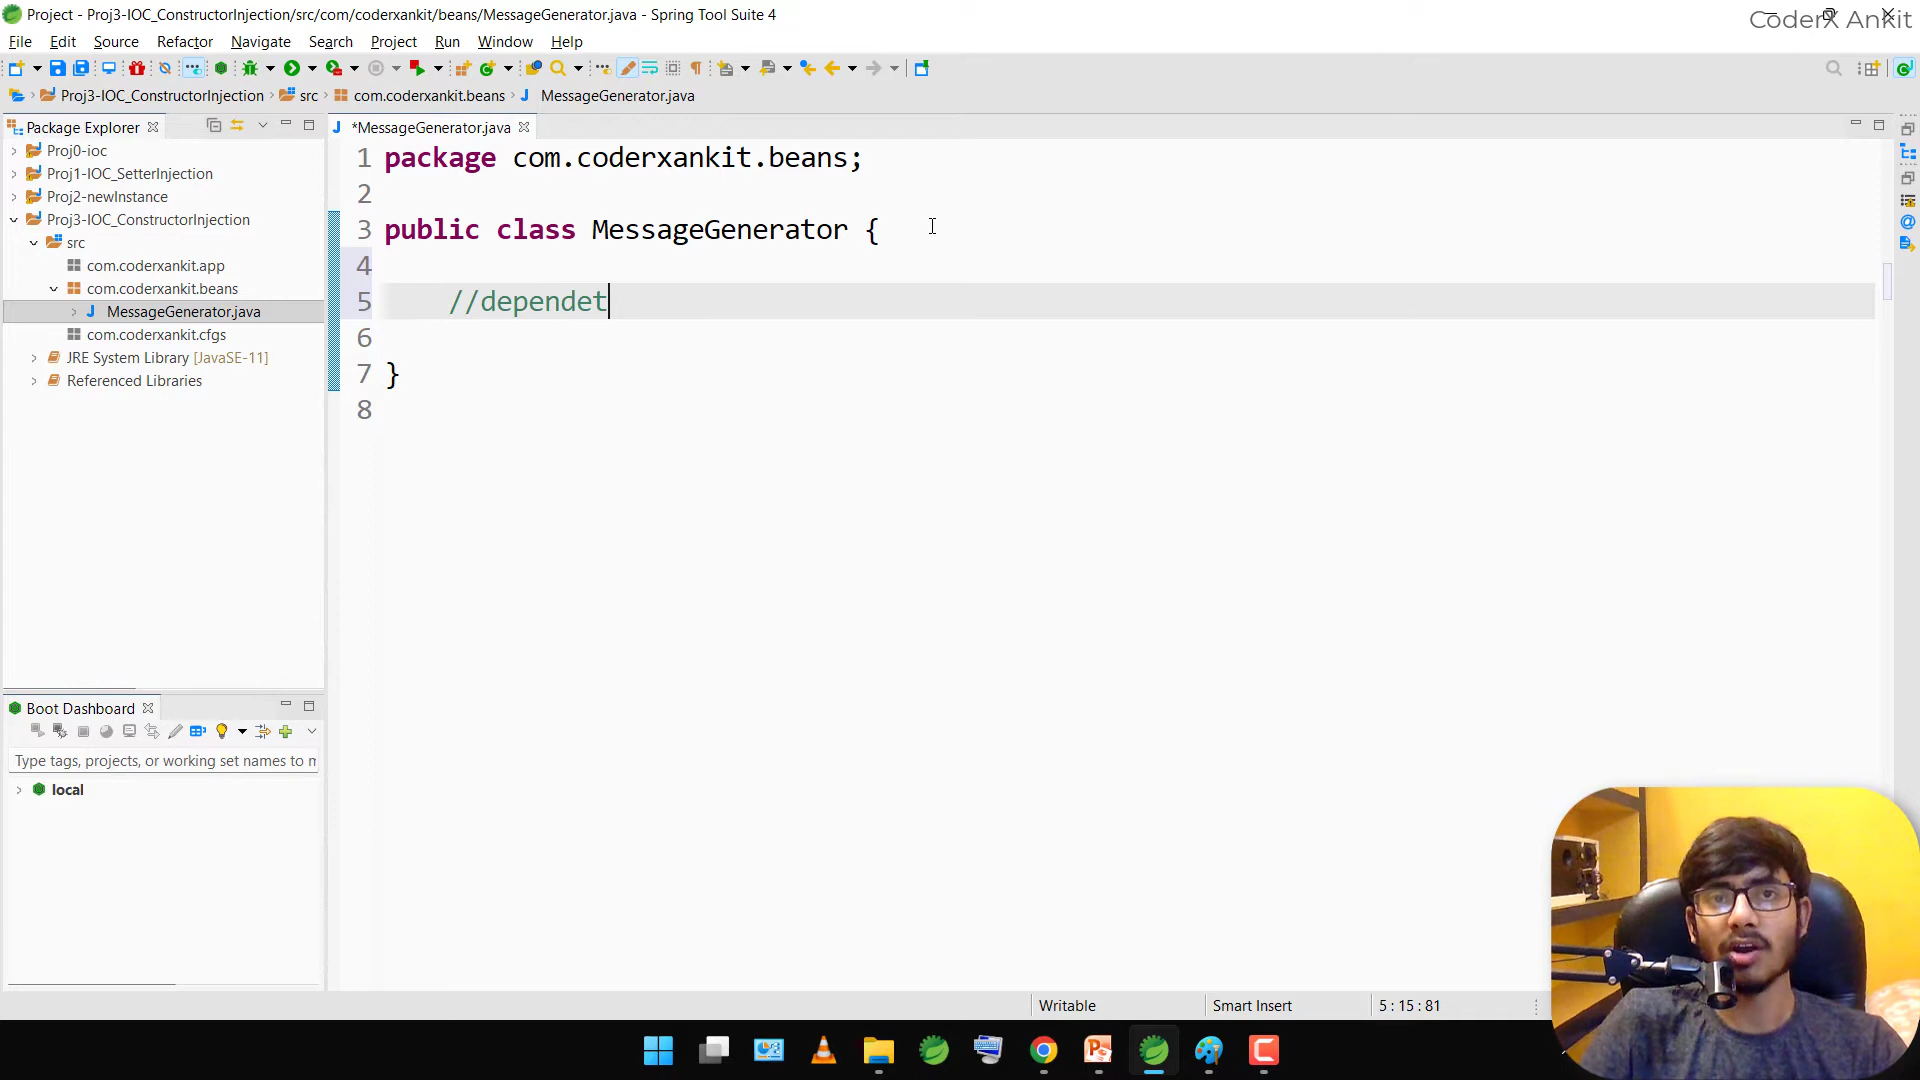 Project - Proj3-IOC_ConstructorInjection/src/com/coderxankit/beans/MessageGenerator.java - Spring Tool Suite 4
CoderX Ankit
File Edit Source Refactor Navigate Search Project Run Window Help
Proj3-IOC_ConstructorInjection src com.coderxankit.beans MessageGenerator.java
Package Explorer
*MessageGenerator.java
Proj0-ioc
Proj1-IOC_SetterInjection
Proj2-newInstance
Proj3-IOC_ConstructorInjection
src
com.coderxankit.app
com.coderxankit.beans
MessageGenerator.java
com.coderxankit.cfgs
JRE System Library [JavaSE-11]
Referenced Libraries
1 package com.coderxankit.beans;
2
3 public class MessageGenerator {
4
5 //dependet
6
7 }
8
Boot Dashboard
Type tags, projects, or working set names to m
local
Writable
Smart Insert
5 : 15 : 81